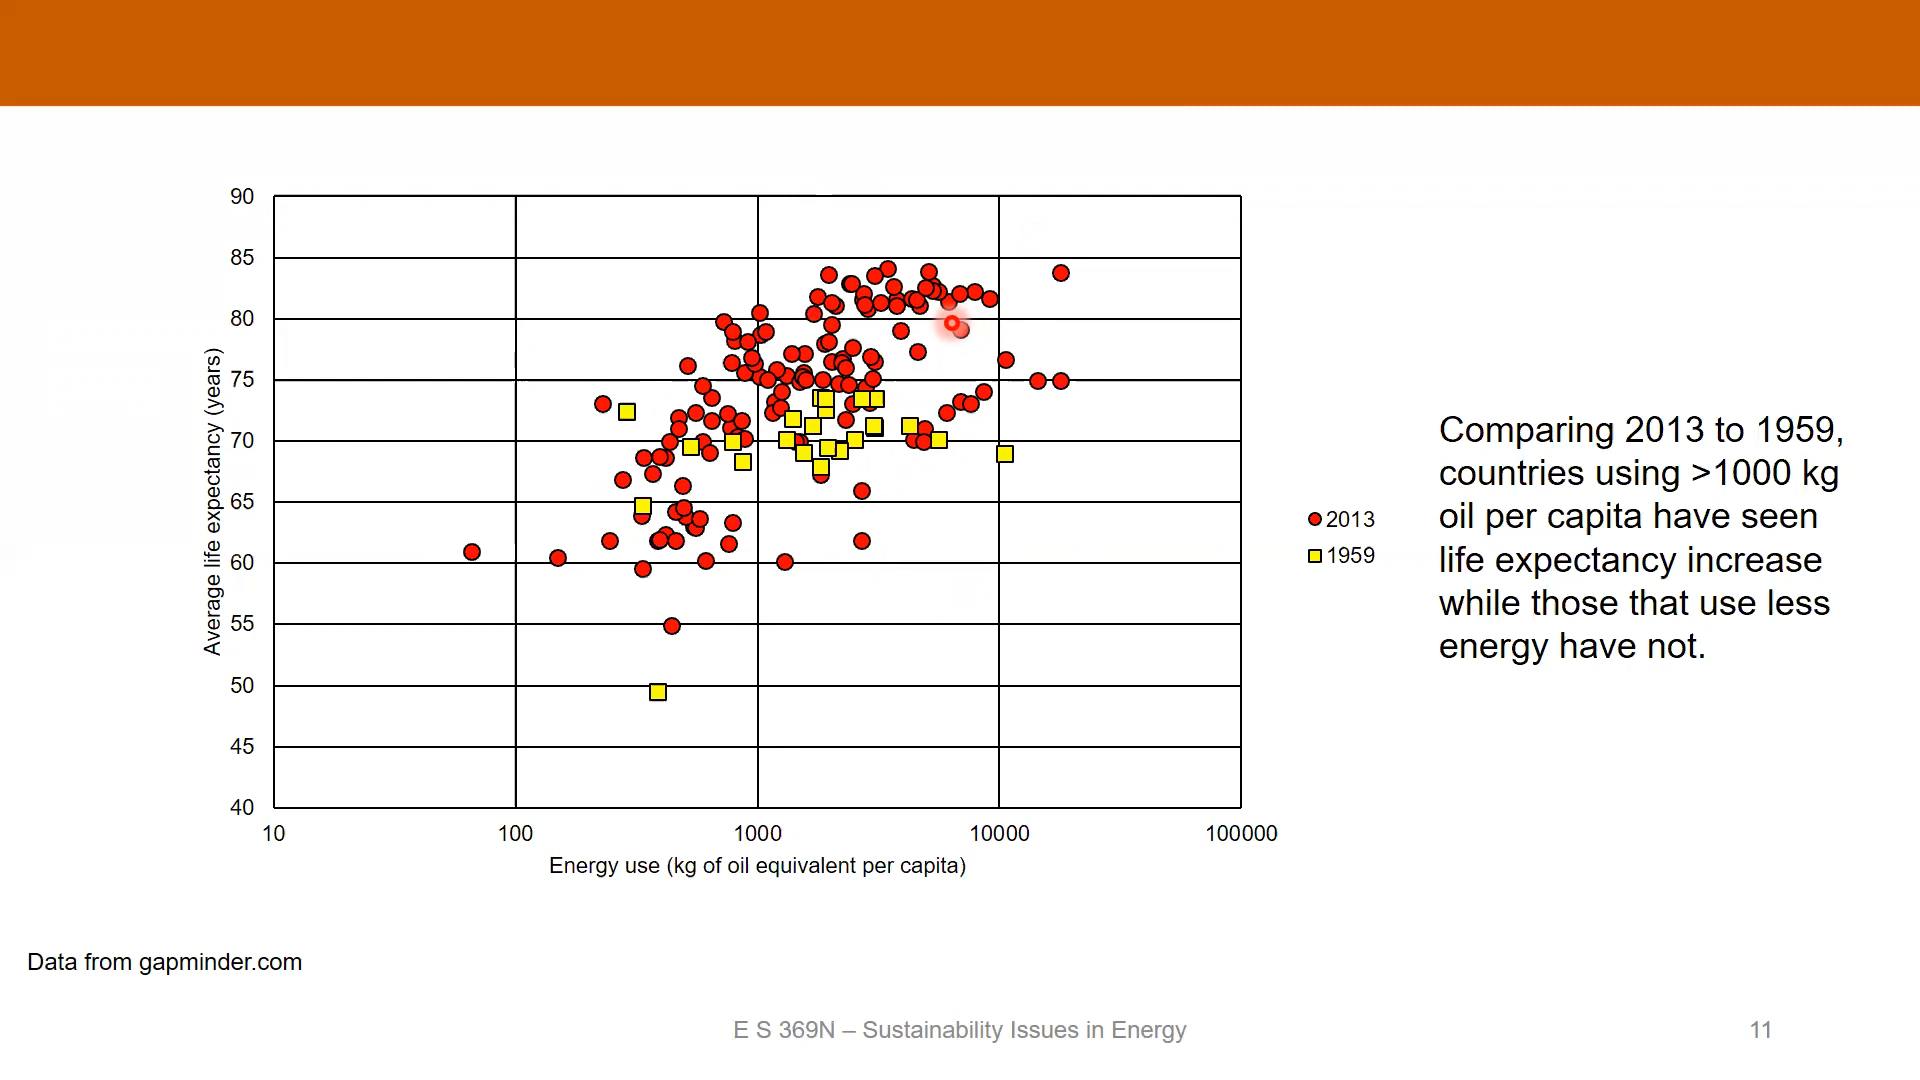 90
85
80
75
70
65
60
55
50
45
40
10 100 1000 10000 100000
Average life expectancy (years)
Energy use (kg of oil equivalent per capita)
2013
1959
Comparing 2013 to 1959,
countries using >1000 kg
oil per capita have seen
life expectancy increase
while those that use less
energy have not.
Data from gapminder.com
E S 369N – Sustainability Issues in Energy
11